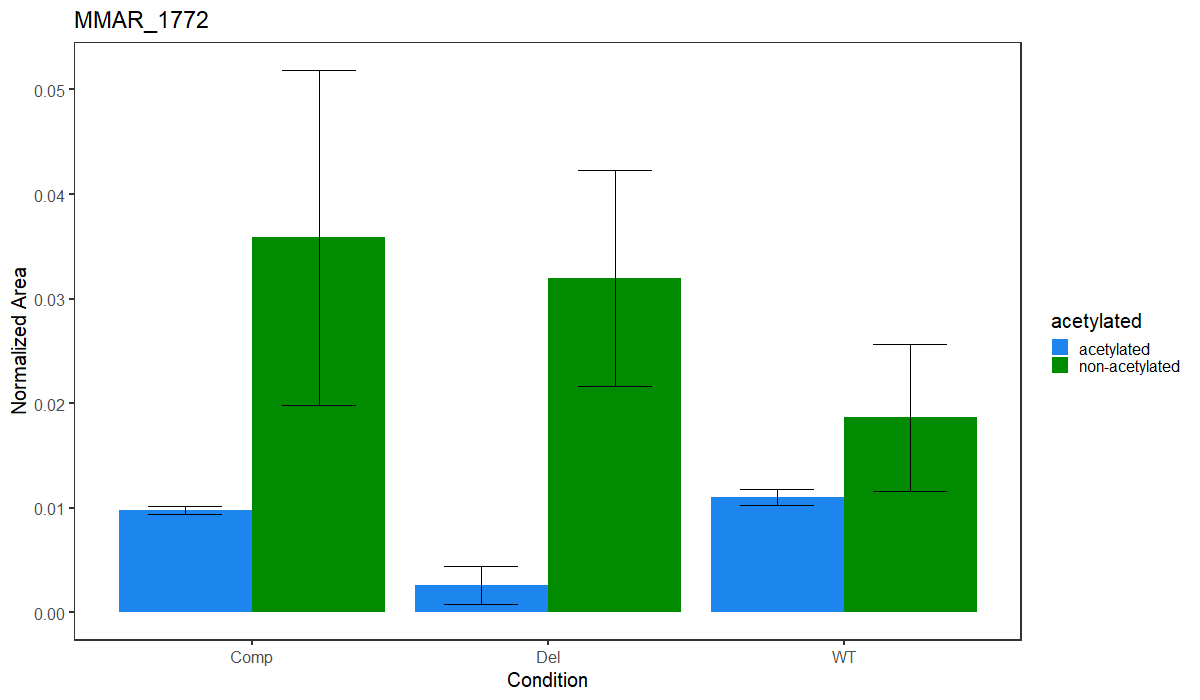 MMAR_1772
Normalized Area
0.05
0.04
0.03
0.02
0.01
0.00
Comp Del WT
Condition
acetylated
acetylated
non-acetylated